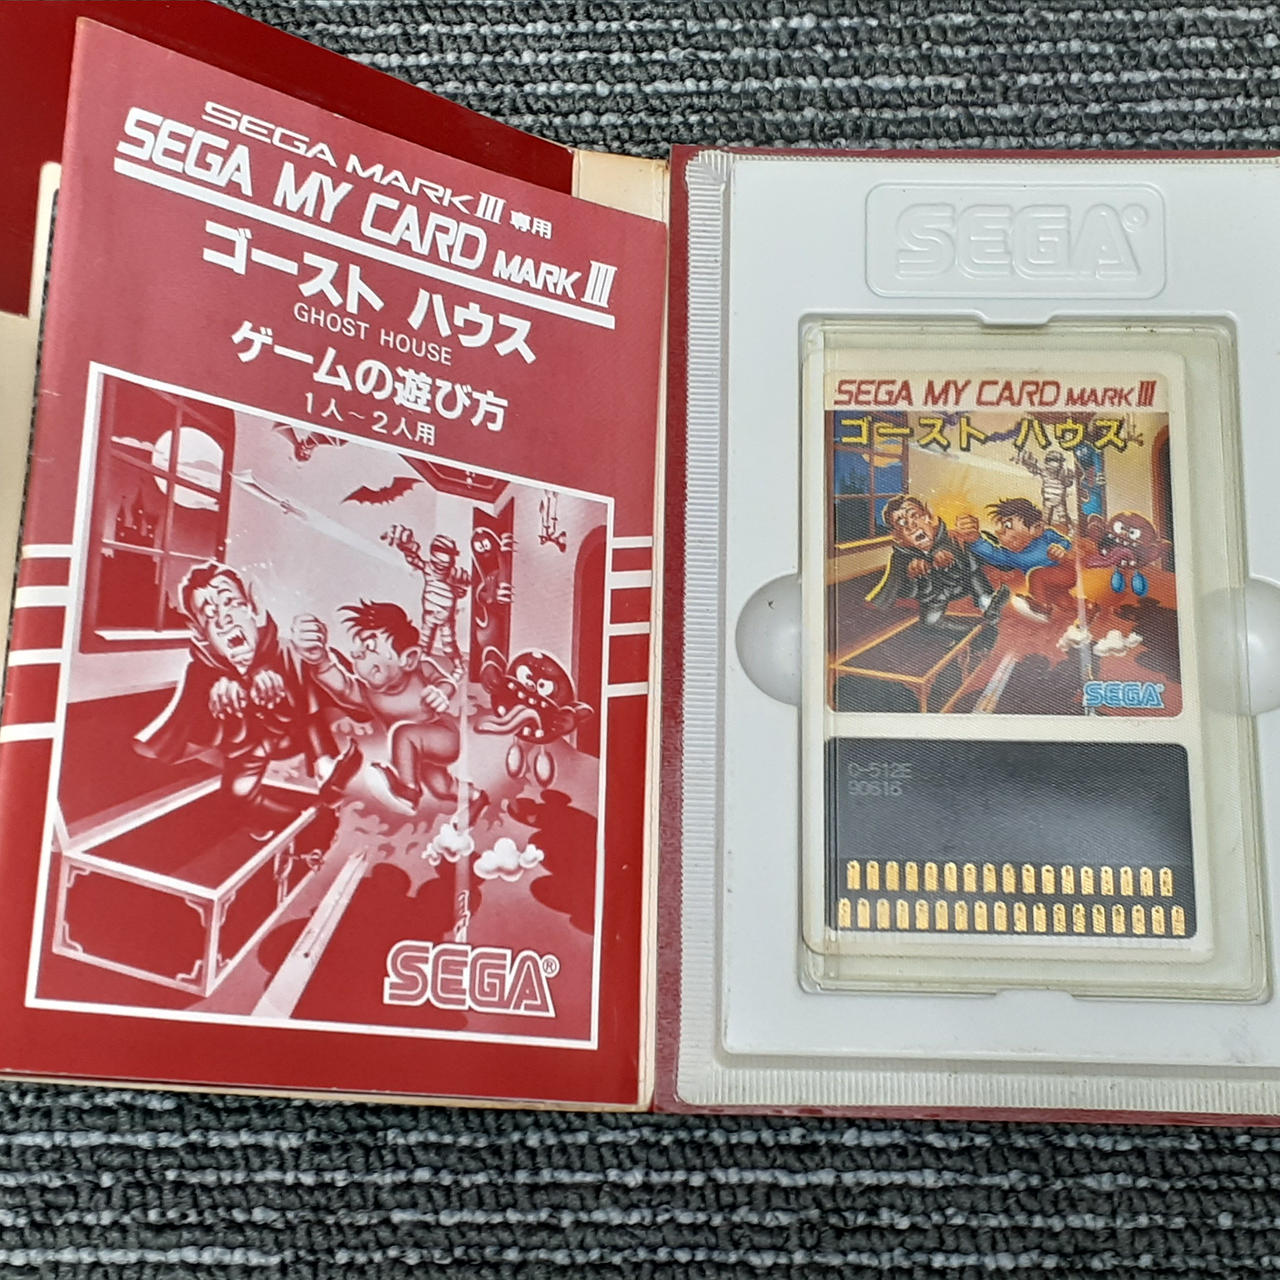 SEGA MARK III 専用
SEGA MY CARD MARK III
ゴースト ハウス
GHOST HOUSE
ゲームの遊び方
1人~2人用
SEGA®
SEGA®
SEGA MY CARD MARK III
ゴースト ハウス
SEGA
C-512E
90616